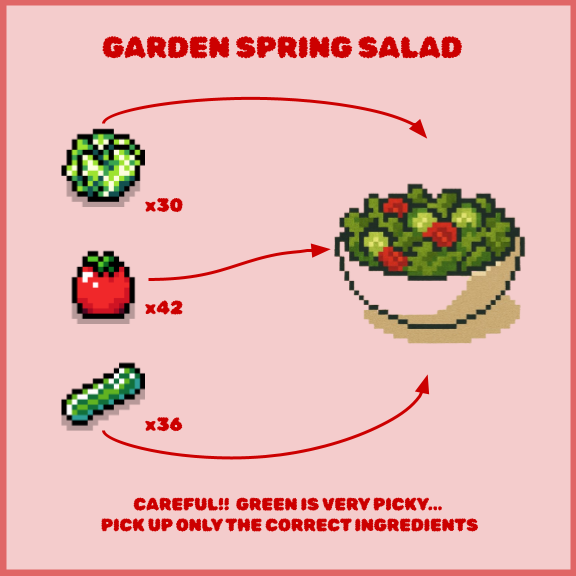 GARDEN SPRING SALAD
x30
x42
x36
CAREFUL!! GREEN IS VERY PICKY...
PICK UP ONLY THE CORRECT INGREDIENTS